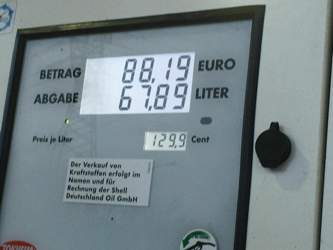 BETRAG 88,19 EURO
ABGABE 67,89 LITER
Preis je Liter 129,9 Cent
Der Verkauf von
Kraftstoffen erfolgt im
Namen und für
Rechnung der Shell
Deutschland Oil GmbH